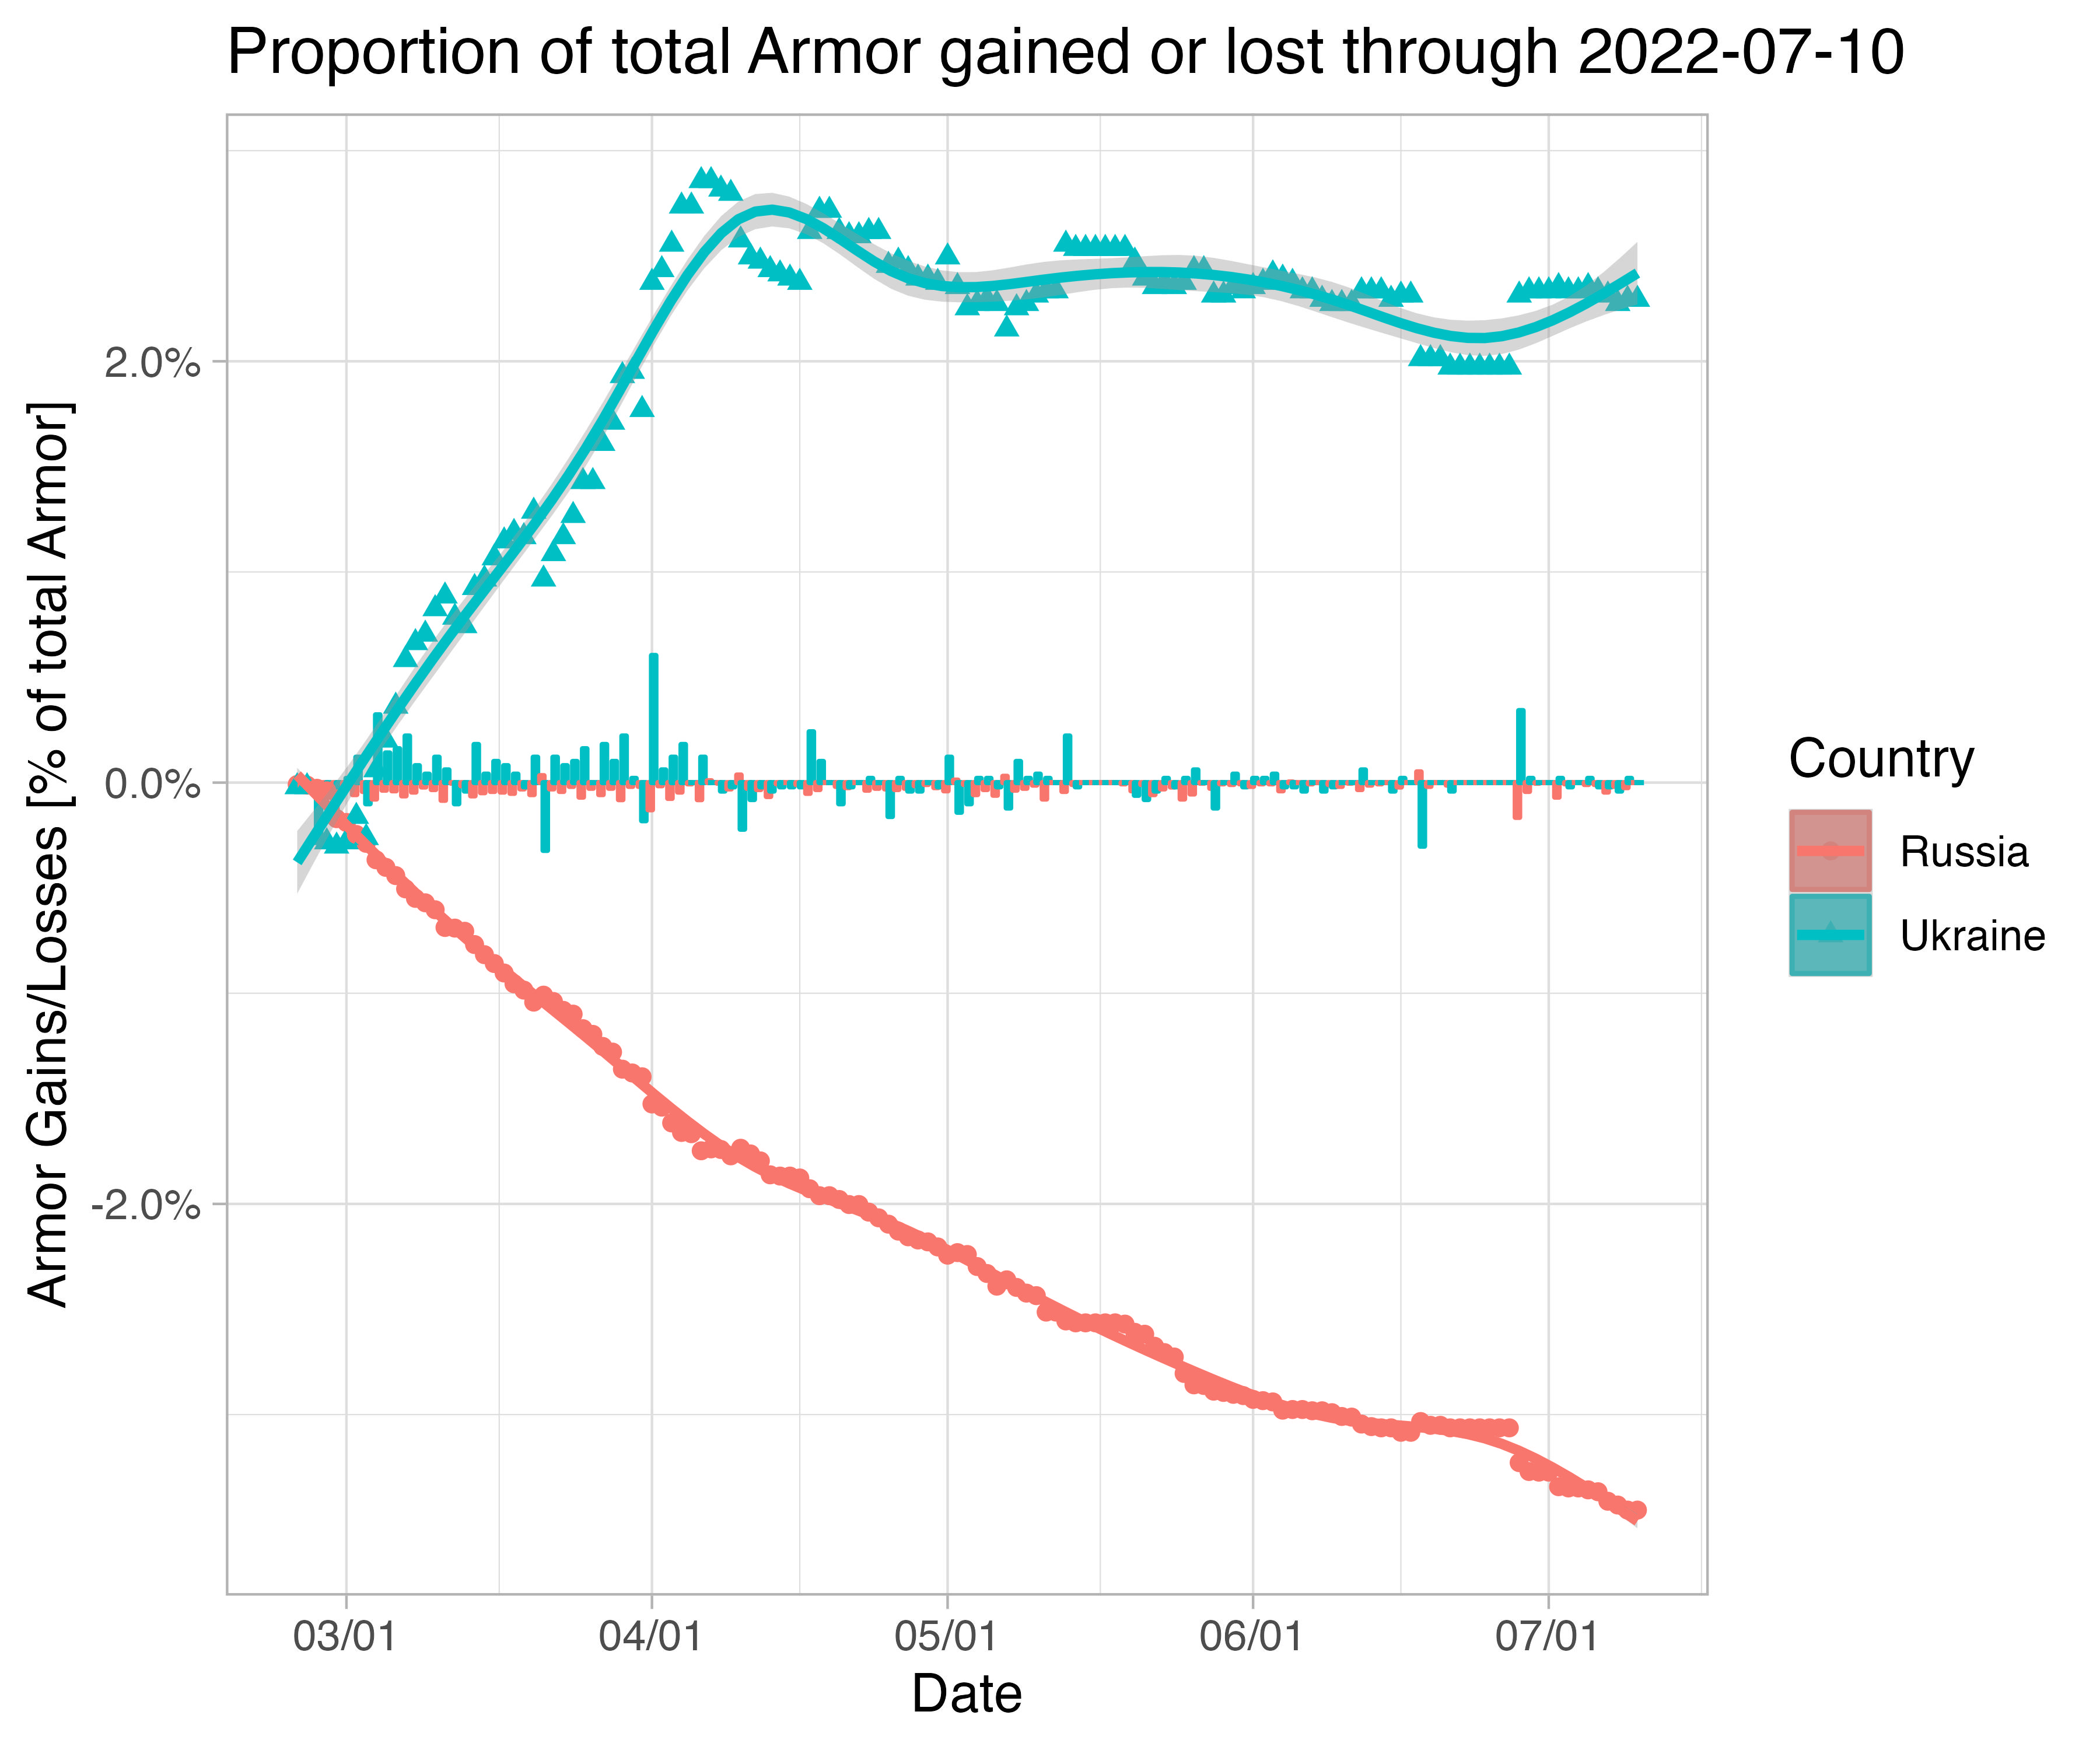 Proportion of total Armor gained or lost through 2022-07-10
Armor Gains/Losses [% of total Armor]
2.0%
0.0%
-2.0%
03/01
04/01
05/01
06/01
07/01
Date
Country
Russia
Ukraine